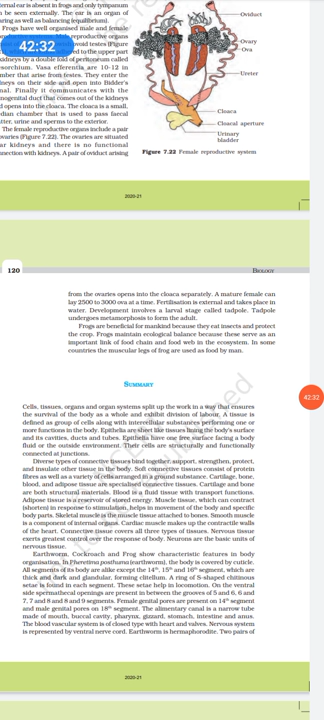 ternal ear is absent in frogs and only tympanum
n be seen externally. The ear is an organ of
aring as well as balancing (equilibrium).
Frogs have well organised male and female
reproductive organs
testes (Figure
ed to the upper part
kidneys by a double fold of peritoneum called
esorchium. Vasa efferentia are 10-12 in
mber that arise from testes. They enter the
neys on their side and open into Bidder's
nal. Finally it communicates with the
nogenital duct that comes out of the kidneys
d opens into the cloaca. The cloaca is a small,
dian chamber that is used to pass faecal
tter, urine and sperms to the exterior.
The female reproductive organs include a pair
ovaries (Figure 7.22). The ovaries are situated
ar kidneys and there is no functional
nnection with kidneys. A pair of oviduct arising
42:32
Oviduct
Ovary
Ova
Ureter
Cloaca
Cloacal aperture
Urinary
bladder
Figure 7.22 Female reproductive system
2020-21
120
BIOLOGY
from the ovaries opens into the cloaca separately. A mature female can
lay 2500 to 3000 ova at a time. Fertilisation is external and takes place in
water. Development involves a larval stage called tadpole. Tadpole
undergoes metamorphosis to form the adult.
Frogs are beneficial for mankind because they eat insects and protect
the crop. Frogs maintain ecological balance because these serve as an
important link of food chain and food web in the ecosystem. In some
countries the muscular legs of frog are used as food by man.
SUMMARY
42:32
Cells, tissues, organs and organ systems split up the work in a way that ensures
the survival of the body as a whole and exhibit division of labour. A tissue is
defined as group of cells along with intercellular substances performing one or
more functions in the body. Epithelia are sheet like tissues lining the body's surface
and its cavities, ducts and tubes. Epithelia have one free surface facing a body
fluid or the outside environment. Their cells are structurally and functionally
connected at junctions.
Diverse types of connective tissues bind together, support, strengthen, protect,
and insulate other tissue in the body. Soft connective tissues consist of protein
fibres as well as a variety of cells arranged in a ground substance. Cartilage, bone,
blood, and adipose tissue are specialised connective tissues. Cartilage and bone
are both structural materials. Blood is a fluid tissue with transport functions.
Adipose tissue is a reservoir of stored energy. Muscle tissue, which can contract
(shorten) in response to stimulation, helps in movement of the body and specific
body parts. Skeletal muscle is the muscle tissue attached to bones. Smooth muscle
is a component of internal organs. Cardiac muscle makes up the contractile walls
of the heart. Connective tissue covers all three types of tissues. Nervous tissue
exerts greatest control over the response of body. Neurons are the basic units of
nervous tissue.
Earthworm, Cockroach and Frog show characteristic features in body
organisation. In Pheretima posthuma (earthworm), the body is covered by cuticle.
All segments of its body are alike except the 14th, 15th and 16th segment, which are
thick and dark and glandular, forming clitellum. A ring of S-shaped chitinous
setae is found in each segment. These setae help in locomotion. On the ventral
side spermathecal openings are present in between the grooves of 5 and 6, 6 and
7, 7 and 8 and 8 and 9 segments. Female genital pores are present on 14th segment
and male genital pores on 18th segment. The alimentary canal is a narrow tube
made of mouth, buccal cavity, pharynx, gizzard, stomach, intestine and anus.
The blood vascular system is of closed type with heart and valves. Nervous system
is represented by ventral nerve cord. Earthworm is hermaphrodite. Two pairs of
2020-21